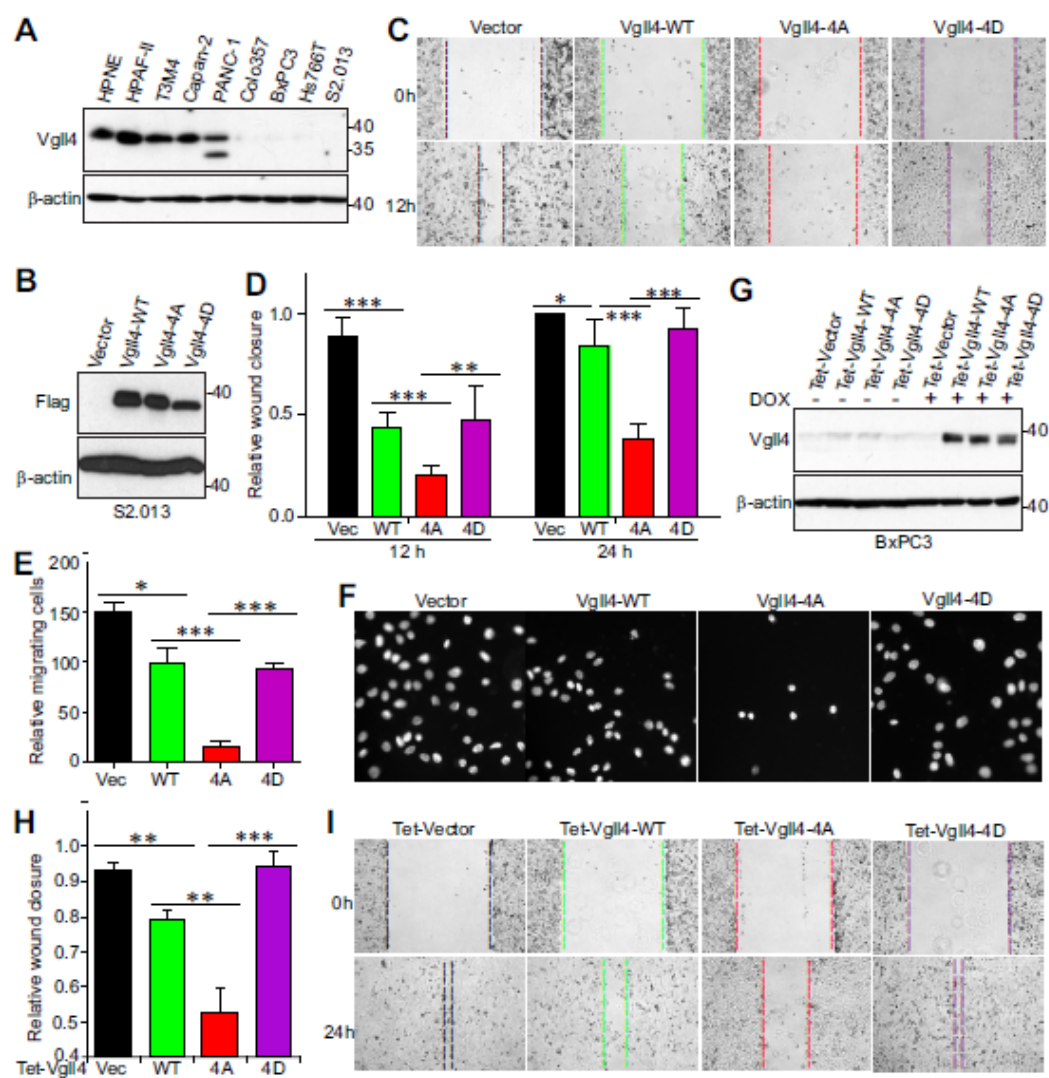 A
HPNE
HPAF-II
T3M4
Capan-2
PANC-1
Colo357
BxPC3
Hs766T
S2.013
Vgll4
40
35
β-actin
40
B
Vector
Vgll4-WT
Vgll4-4A
Vgll4-4D
Flag
40
β-actin
40
S2.013
C
Vector
Vgll4-WT
Vgll4-4A
Vgll4-4D
0h
12h
D
Relative wound closure
1.0
0.5
0.0
***
***
**
*
***
***
Vec WT 4A 4D
12 h
Vec WT 4A 4D
24 h
G
Tet-Vector
Tet-Vgll4-WT
Tet-Vgll4-4A
Tet-Vgll4-4D
Tet-Vector
Tet-Vgll4-WT
Tet-Vgll4-4A
Tet-Vgll4-4D
DOX - - - - + + + +
Vgll4
40
β-actin
40
BxPC3
E
Relative migrating cells
200
150
100
50
0
*
***
***
Vec WT 4A 4D
F
Vector
Vgll4-WT
Vgll4-4A
Vgll4-4D
H
Relative wound closure
1.0
0.9
0.8
0.7
0.6
0.5
0.4
**
**
***
Tet-Vgll4 Vec WT 4A 4D
I
Tet-Vector
Tet-Vgll4-WT
Tet-Vgll4-4A
Tet-Vgll4-4D
0h
24h